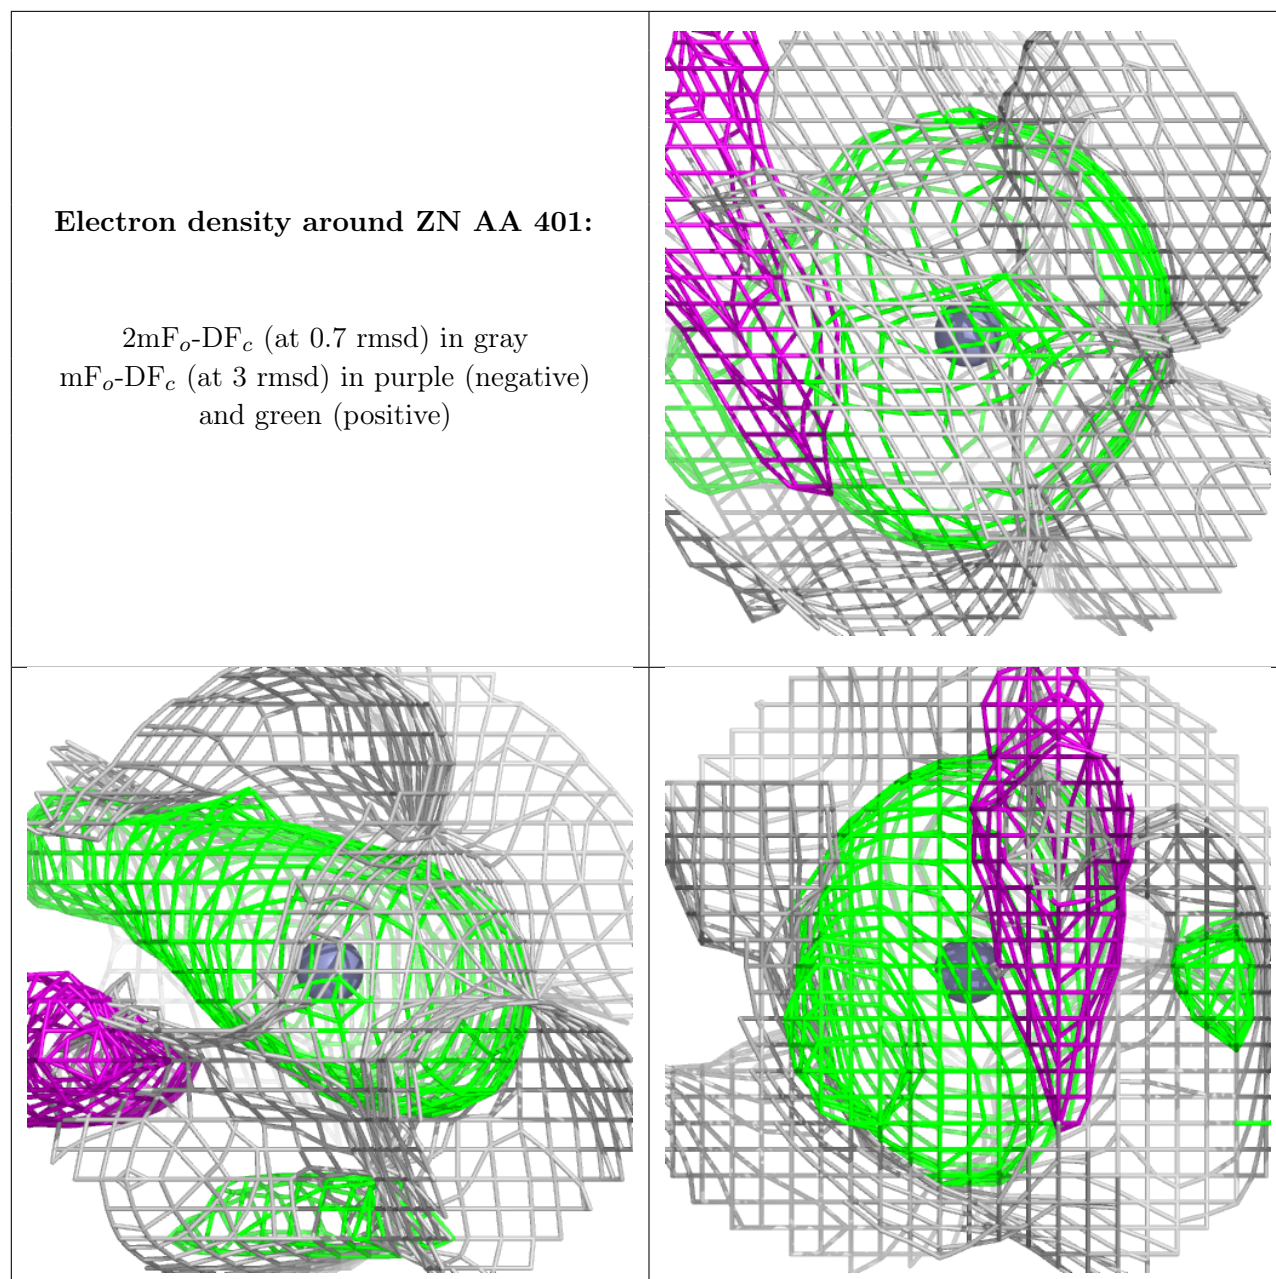 Electron density around ZN AA 401:
2mFo-DFc (at 0.7 rmsd) in gray
mFo-DFc (at 3 rmsd) in purple (negative)
and green (positive)